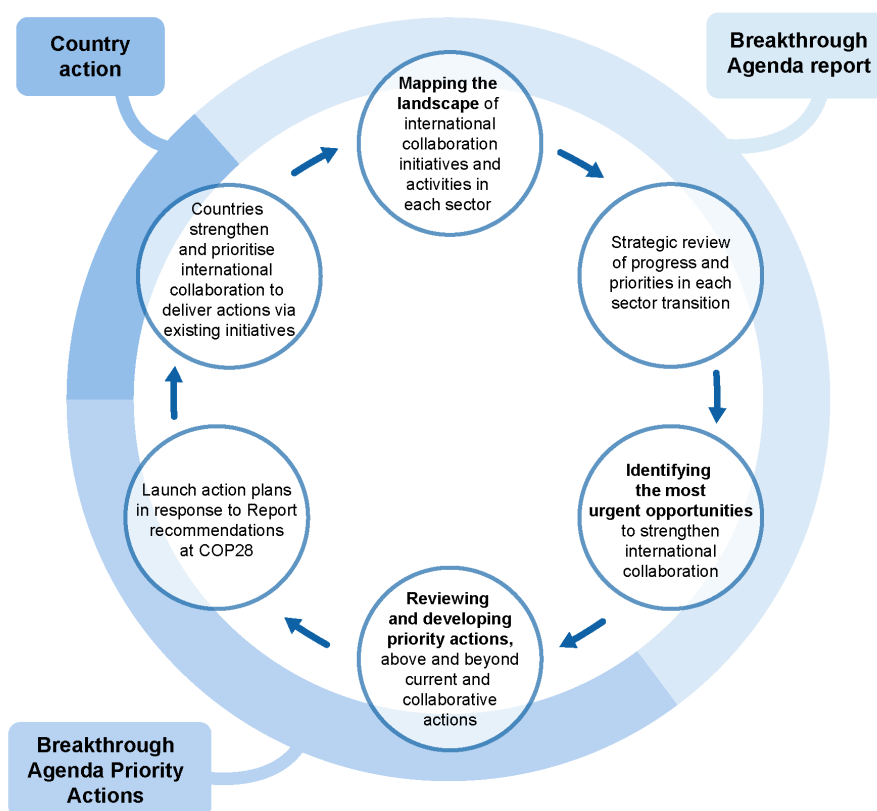 Country
action
Breakthrough
Agenda report
Mapping the
landscape of
international
collaboration
initiatives and
activities in
each sector
Strategic review
of progress and
priorities in each
sector transition
Identifying
the most
urgent opportunities
to strengthen
international
collaboration
Reviewing
and developing
priority actions,
above and beyond
current and
collaborative
actions
Launch action plans
in response to Report
recommendations
at COP28
Countries
strengthen
and prioritise
international
collaboration to
deliver actions via
existing initiatives
Breakthrough
Agenda Priority
Actions